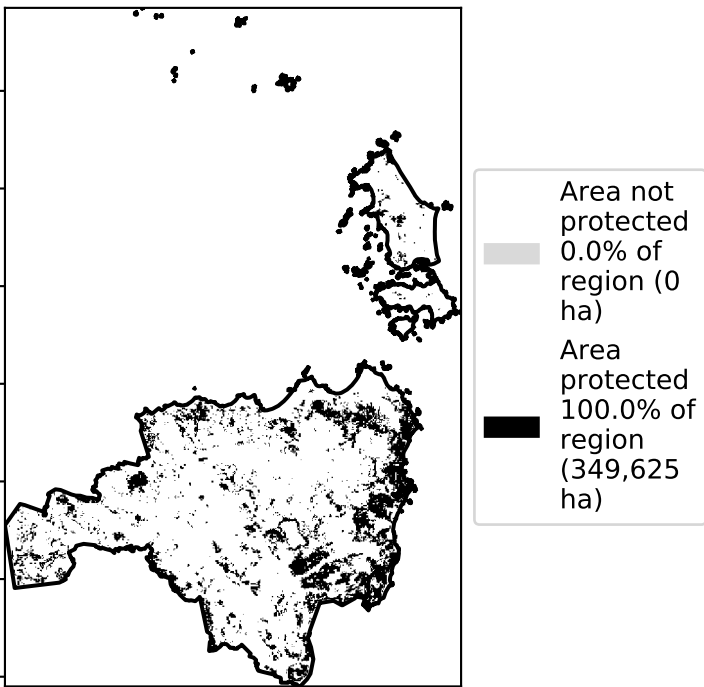 Area not
protected
0.0% of
region (0
ha)
Area
protected
100.0% of
region
(349,625
ha)